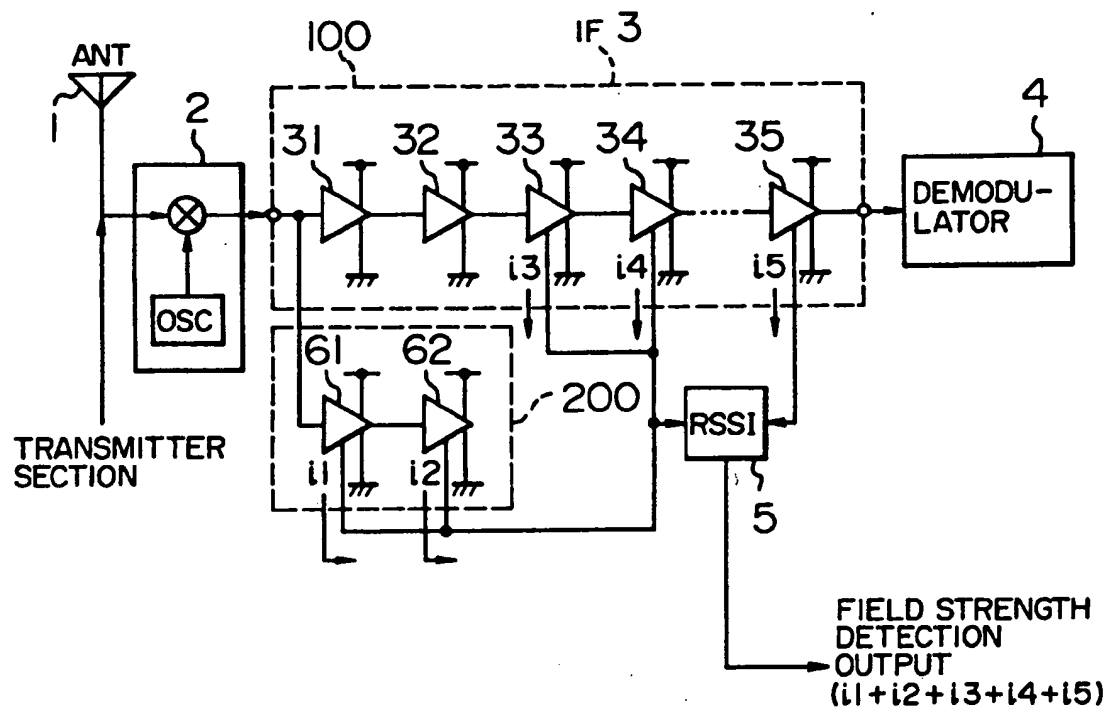 ANT
1
2
OSC
TRANSMITTER
SECTION
100
IF 3
31
32
33
34
35
i3
i4
i5
4
DEMODU-
LATOR
61
62
200
i1
i2
RSSI
5
FIELD STRENGTH
DETECTION
OUTPUT
(i1+i2+i3+i4+i5)